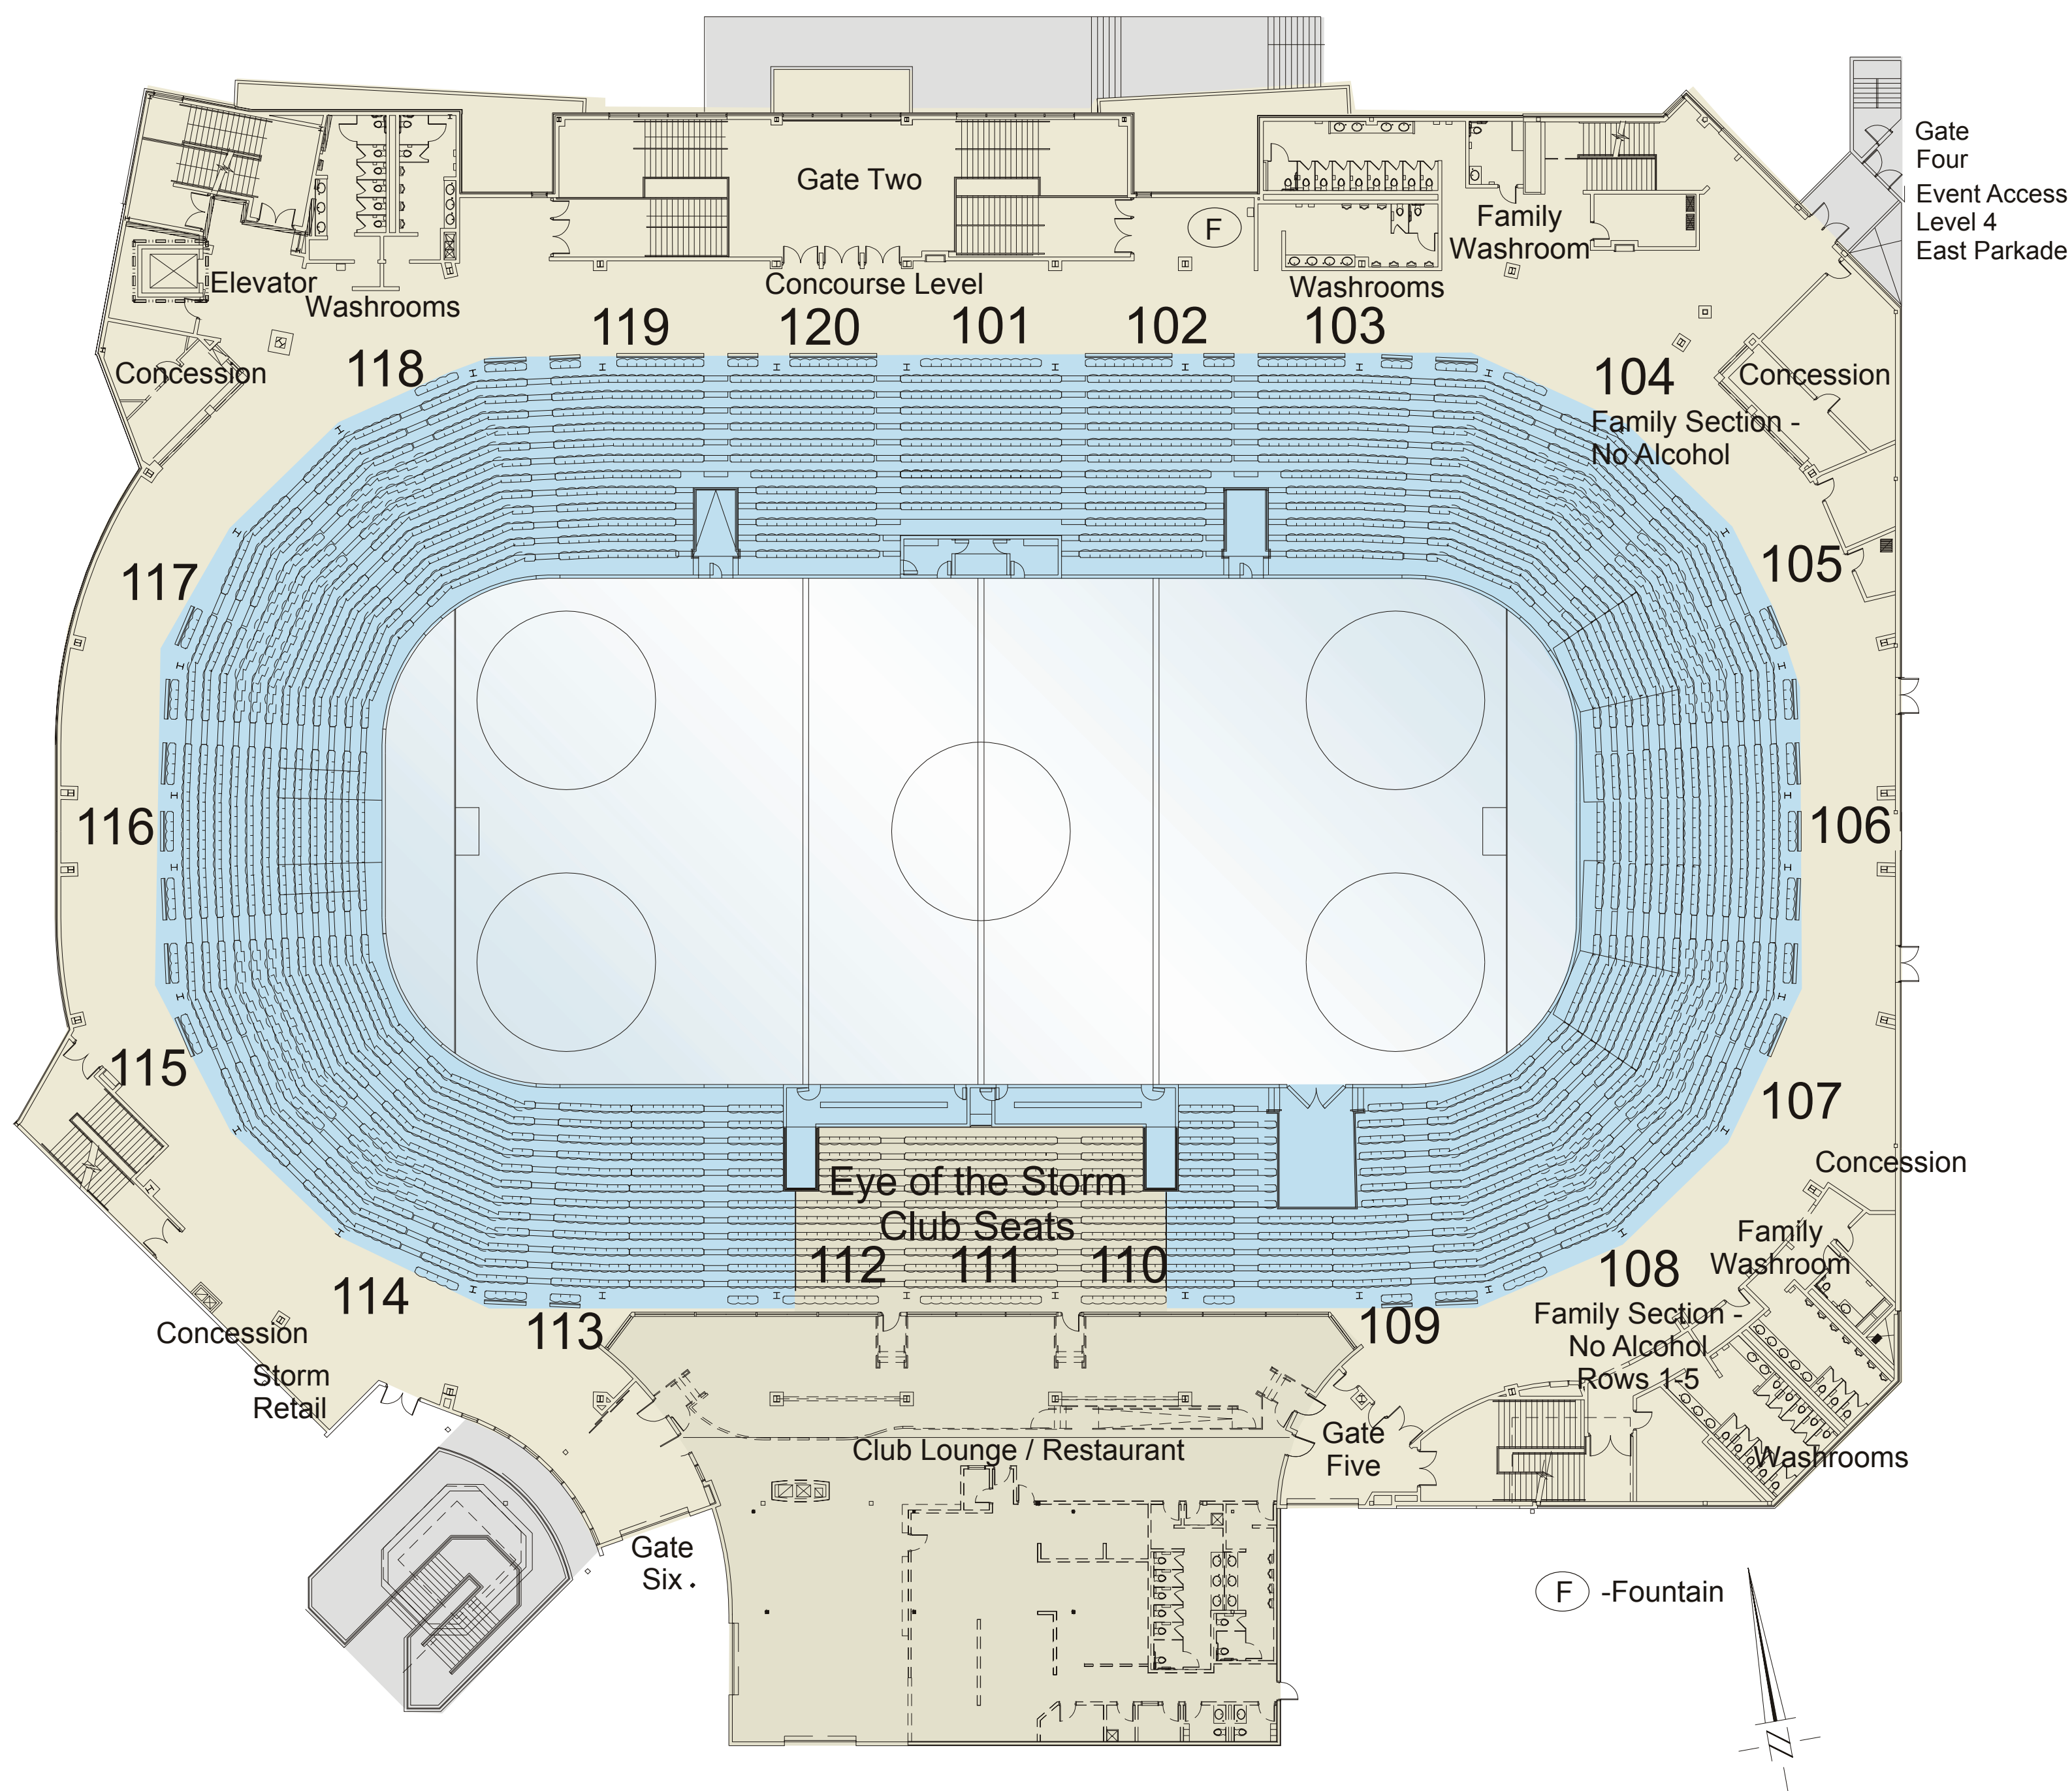 Gate
Four
Event Access
Level 4
East Parkade
Gate Two
F
Family
Washroom
Elevator
Washrooms
Concourse Level
Washrooms
119
120
101
102
103
118
104
Concession
Concession
Family Section -
No Alcohol
117
105
116
106
115
107
Concession
Eye of the Storm
Club Seats
112
111
110
Family
Washroom
108
114
113
109
Family Section -
No Alcohol
Rows 1-5
Concession
Storm
Retail
Club Lounge / Restaurant
Gate
Five
Washrooms
Gate
Six
F -Fountain